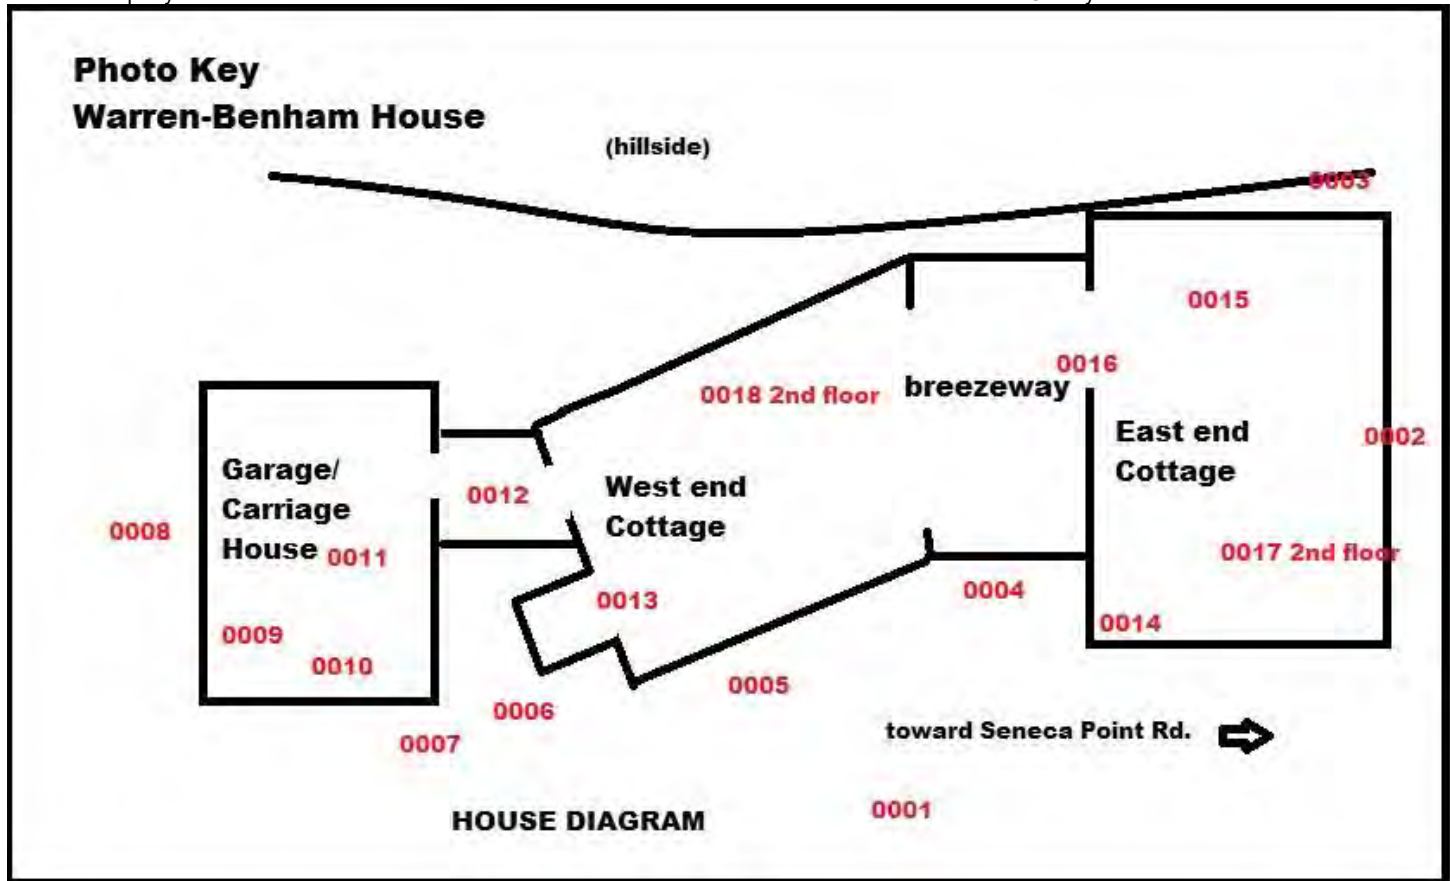 Photo Key
Warren-Benham House
(hillside)
0003
0015
0016
0018 2nd floor
breezeway
East end
Cottage
0002
Garage/
Carriage
House
0011
0012
West end
Cottage
0008
0017 2nd floor
0013
0004
0014
0009
0010
0005
0006
0007
toward Seneca Point Rd.
0001
HOUSE DIAGRAM